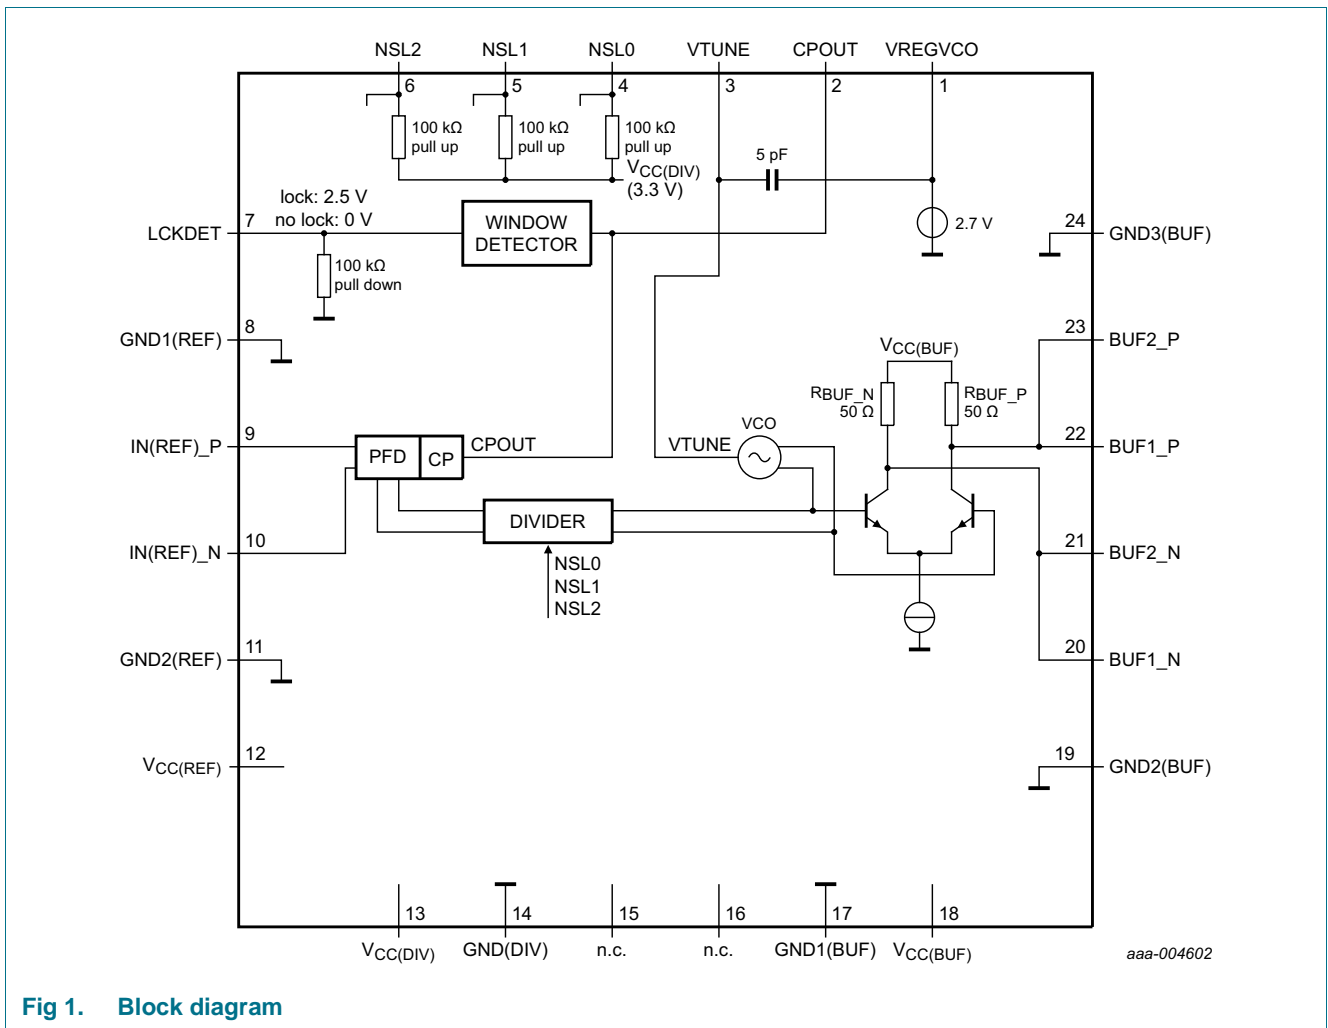 NSL2 NSL1 NSL0 VTUNE CPOUT VREGVCO
6 5 4 3 2 1
100 kΩ
pull up
100 kΩ
pull up
100 kΩ
pull up
VCC(DIV)
(3.3 V)
5 pF
2.7 V
lock: 2.5 V
no lock: 0 V
LCKDET 7
WINDOW
DETECTOR
100 kΩ
pull down
24 GND3(BUF)
GND1(REF) 8
23 BUF2_P
VCC(BUF)
RBUF_N
50 Ω
RBUF_P
50 Ω
IN(REF)_P 9
PFD CP CPOUT
VTUNE VCO
22 BUF1_P
DIVIDER
IN(REF)_N 10
NSL0
NSL1
NSL2
21 BUF2_N
GND2(REF) 11
20 BUF1_N
VCC(REF) 12
19 GND2(BUF)
13 14 15 16 17 18
VCC(DIV) GND(DIV) n.c. n.c. GND1(BUF) VCC(BUF)
aaa-004602
Fig 1. Block diagram